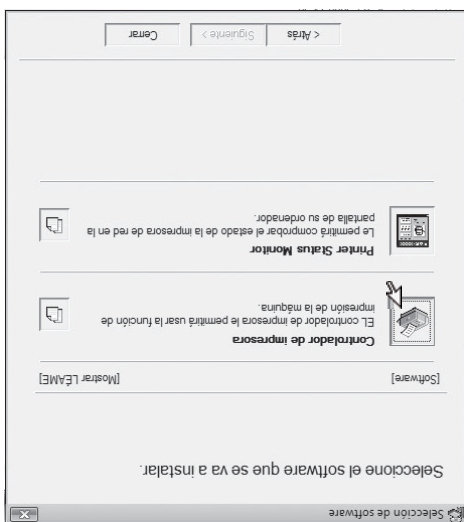 Selección de software
Seleccione el software que se va a instalar.
[Software] [Mostrar LÉAME]
Controlador de impresora
EL controlador de impresora le permitirá usar la función de
impresión de la máquina.
Printer Status Monitor
Le permitirá comprobar el estado de la impresora de red en la
pantalla de su ordenador.
< Atrás Siguiente > Cerrar